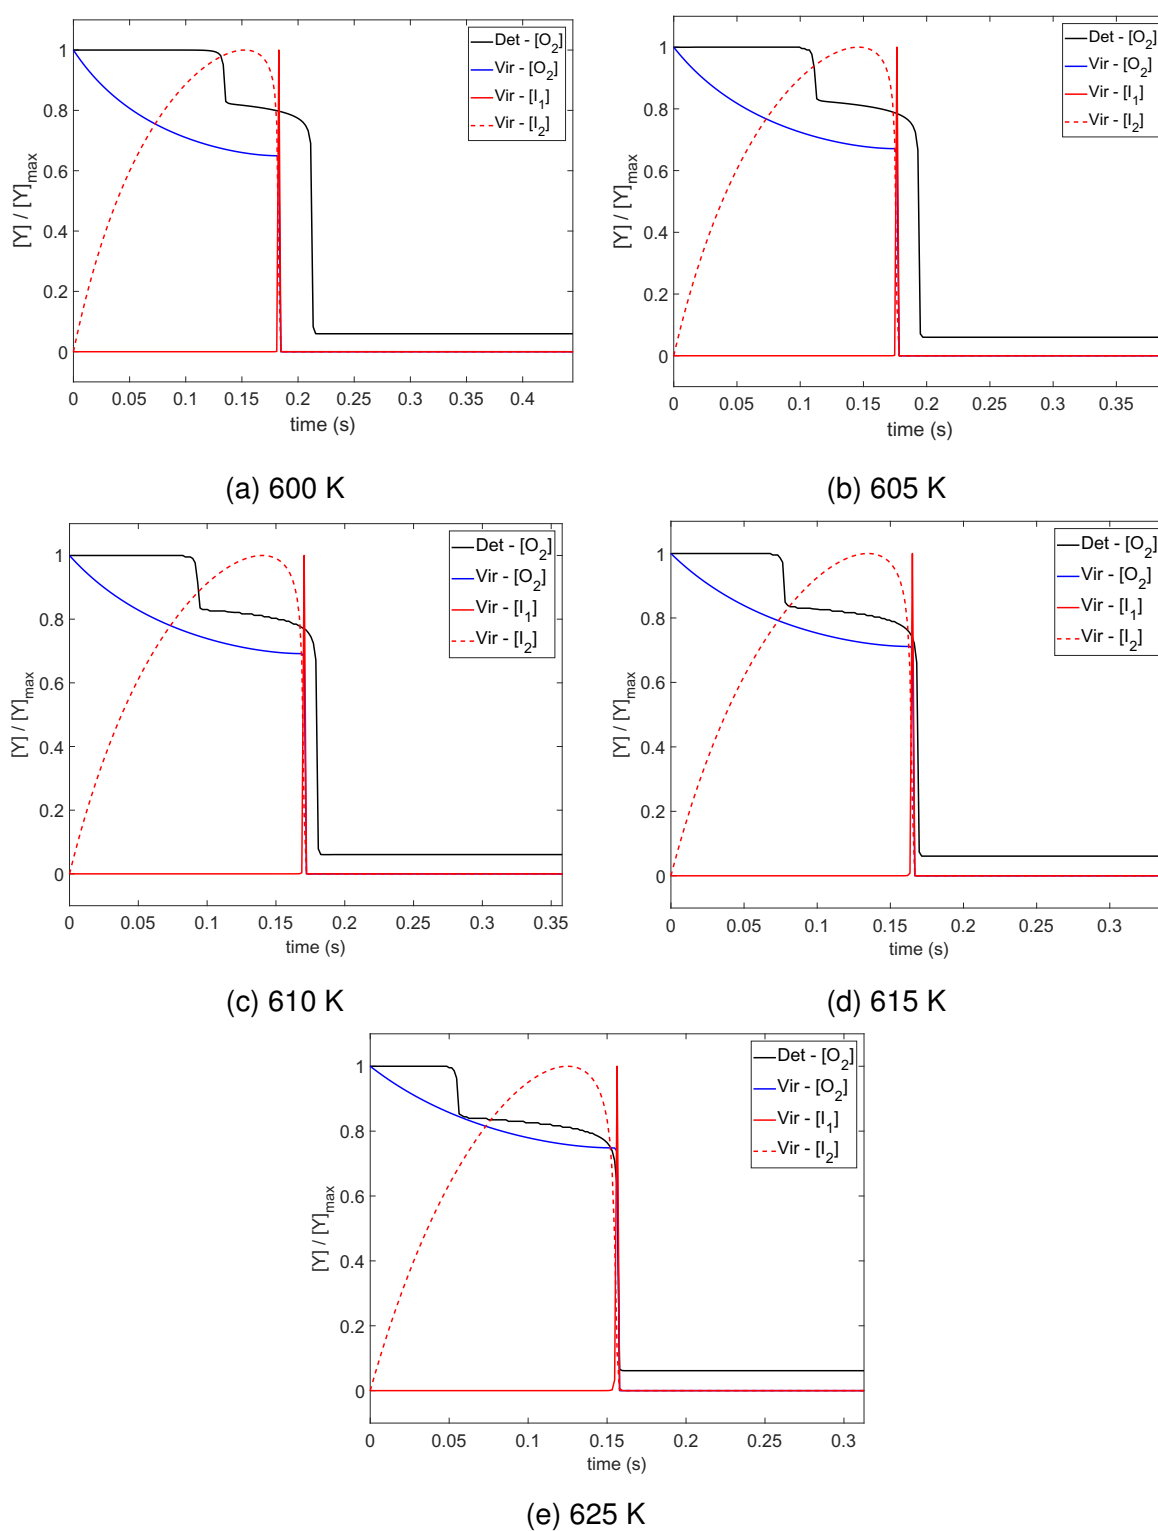 Det - [O2]
Vir - [O2]
Vir - [I1]
Vir - [I2]
[Y] / [Y]max
1
0.8
0.6
0.4
0.2
0
0 0.05 0.1 0.15 0.2 0.25 0.3 0.35 0.4
time (s)
(a) 600 K
Det - [O2]
Vir - [O2]
Vir - [I1]
Vir - [I2]
[Y] / [Y]max
1
0.8
0.6
0.4
0.2
0
0 0.05 0.1 0.15 0.2 0.25 0.3 0.35
time (s)
(b) 605 K
Det - [O2]
Vir - [O2]
Vir - [I1]
Vir - [I2]
[Y] / [Y]max
1
0.8
0.6
0.4
0.2
0
0 0.05 0.1 0.15 0.2 0.25 0.3 0.35
time (s)
(c) 610 K
Det - [O2]
Vir - [O2]
Vir - [I1]
Vir - [I2]
[Y] / [Y]max
1
0.8
0.6
0.4
0.2
0
0 0.05 0.1 0.15 0.2 0.25 0.3
time (s)
(d) 615 K
Det - [O2]
Vir - [O2]
Vir - [I1]
Vir - [I2]
[Y] / [Y]max
1
0.8
0.6
0.4
0.2
0
0 0.05 0.1 0.15 0.2 0.25 0.3
time (s)
(e) 625 K